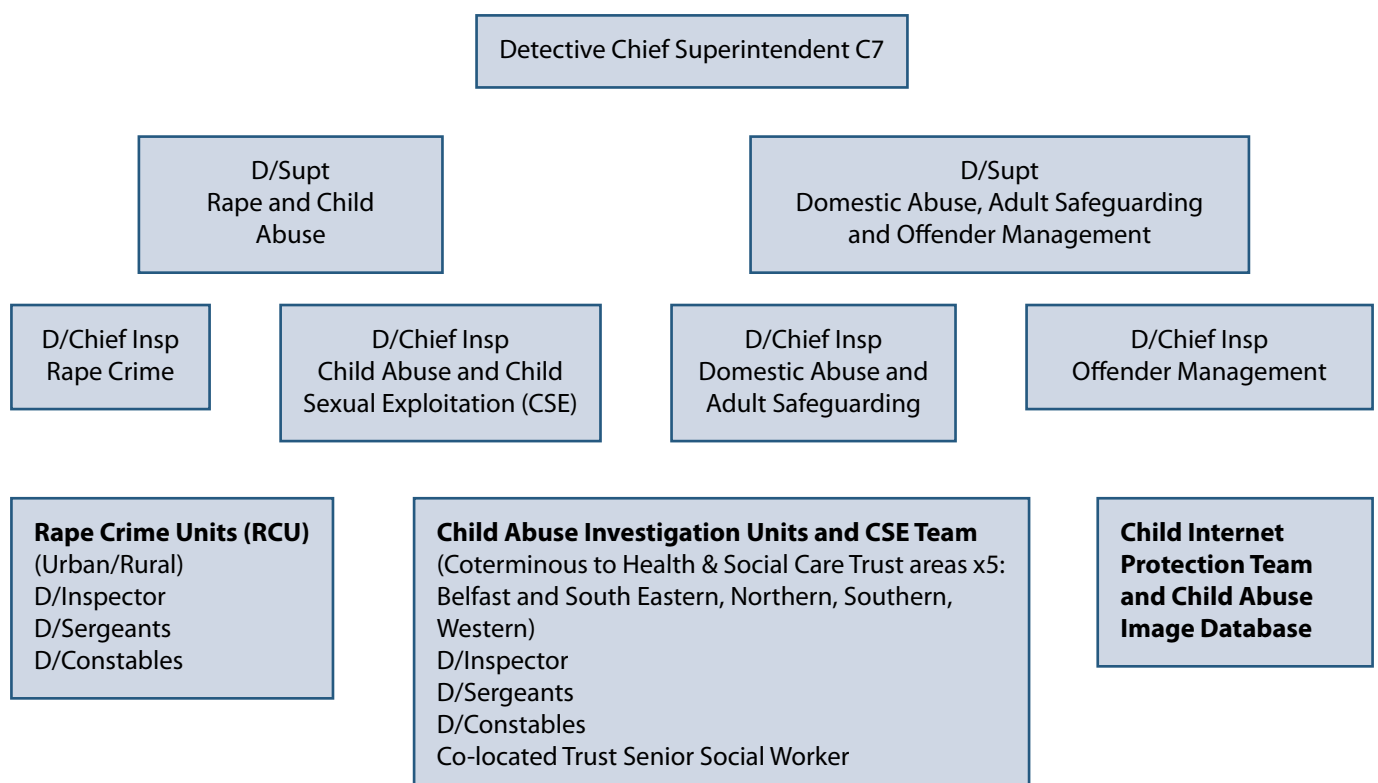 Detective Chief Superintendent C7
D/Supt
Rape and Child
Abuse
D/Supt
Domestic Abuse, Adult Safeguarding
and Offender Management
D/Chief Insp
Rape Crime
D/Chief Insp
Child Abuse and Child
Sexual Exploitation (CSE)
D/Chief Insp
Domestic Abuse and
Adult Safeguarding
D/Chief Insp
Offender Management
Rape Crime Units (RCU)
(Urban/Rural)
D/Inspector
D/Sergeants
D/Constables
Child Abuse Investigation Units and CSE Team
(Coterminous to Health & Social Care Trust areas x5:
Belfast and South Eastern, Northern, Southern,
Western)
D/Inspector
D/Sergeants
D/Constables
Co-located Trust Senior Social Worker
Child Internet
Protection Team
and Child Abuse
Image Database